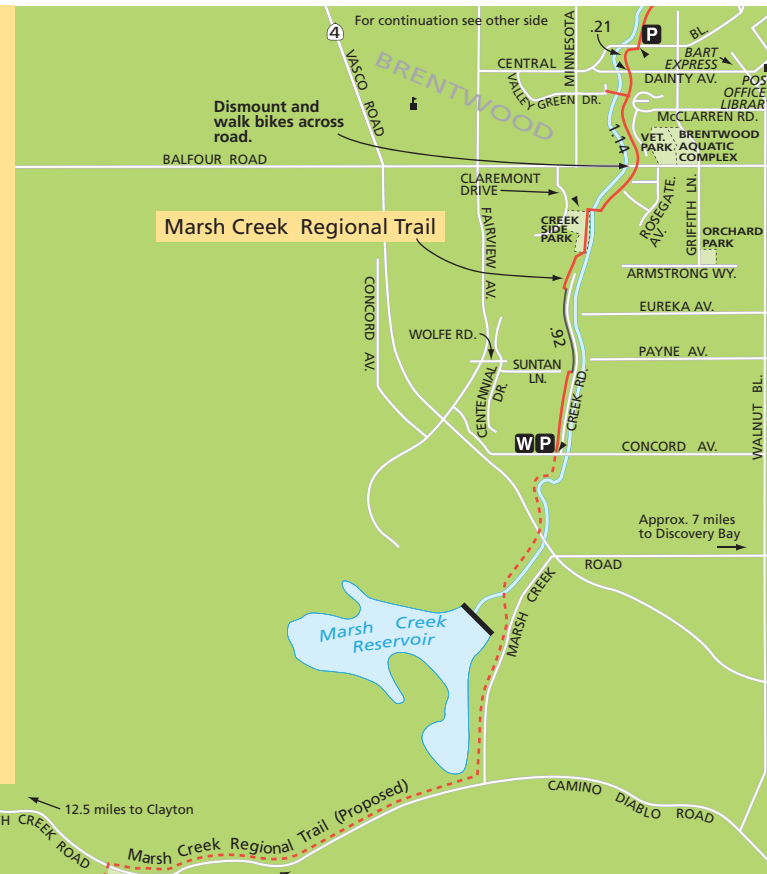 For continuation see other side
4
VASCO ROAD
BRENTWOOD
MINNESOTA
.21
P
BL.
BART
EXPRESS
CENTRAL
DAINTY AV.
POS
OFFICE
LIBRAR
VALLEY GREEN DR.
McCLARREN RD.
Dismount and
walk bikes across
road.
1.14
VET.
PARK
BRENTWOOD
AQUATIC
COMPLEX
BALFOUR ROAD
CLAREMONT
DRIVE
ROSEGATE.
AV.
GRIFFITH LN.
Marsh Creek Regional Trail
FAIRVIEW AV.
CREEK
SIDE
PARK
ORCHARD
PARK
ARMSTRONG WY.
CONCORD AV.
EUREKA AV.
WOLFE RD.
.92
PAYNE AV.
SUNTAN
LN.
CENTENNIAL
DR.
CREEK RD.
WALNUT BL.
W P
CONCORD AV.
Approx. 7 miles
to Discovery Bay
ROAD
MARSH CREEK
Marsh Creek
Reservoir
CAMINO DIABLO ROAD
12.5 miles to Clayton
H CREEK ROAD
Marsh Creek Regional Trail (Proposed)